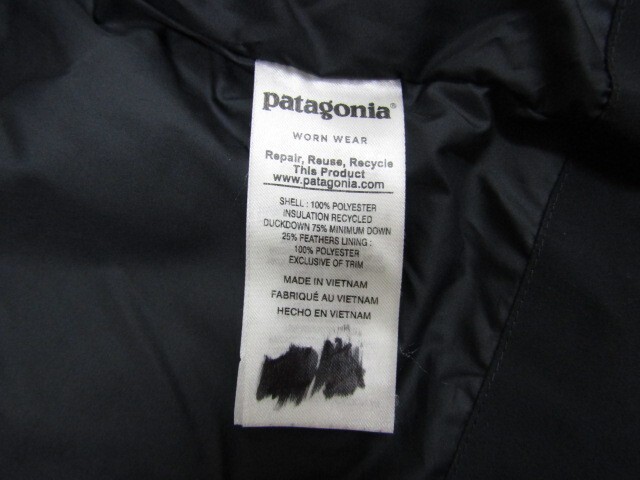 patagonia®
WORN WEAR
Repair, Reuse, Recycle
This Product
www.patagonia.com
SHELL : 100% POLYESTER
INSULATION RECYCLED
DUCKDOWN 75% MINIMUM DOWN
25% FEATHERS LINING :
100% POLYESTER
EXCLUSIVE OF TRIM
MADE IN VIETNAM
FABRIQUÉ AU VIETNAM
HECHO EN VIETNAM